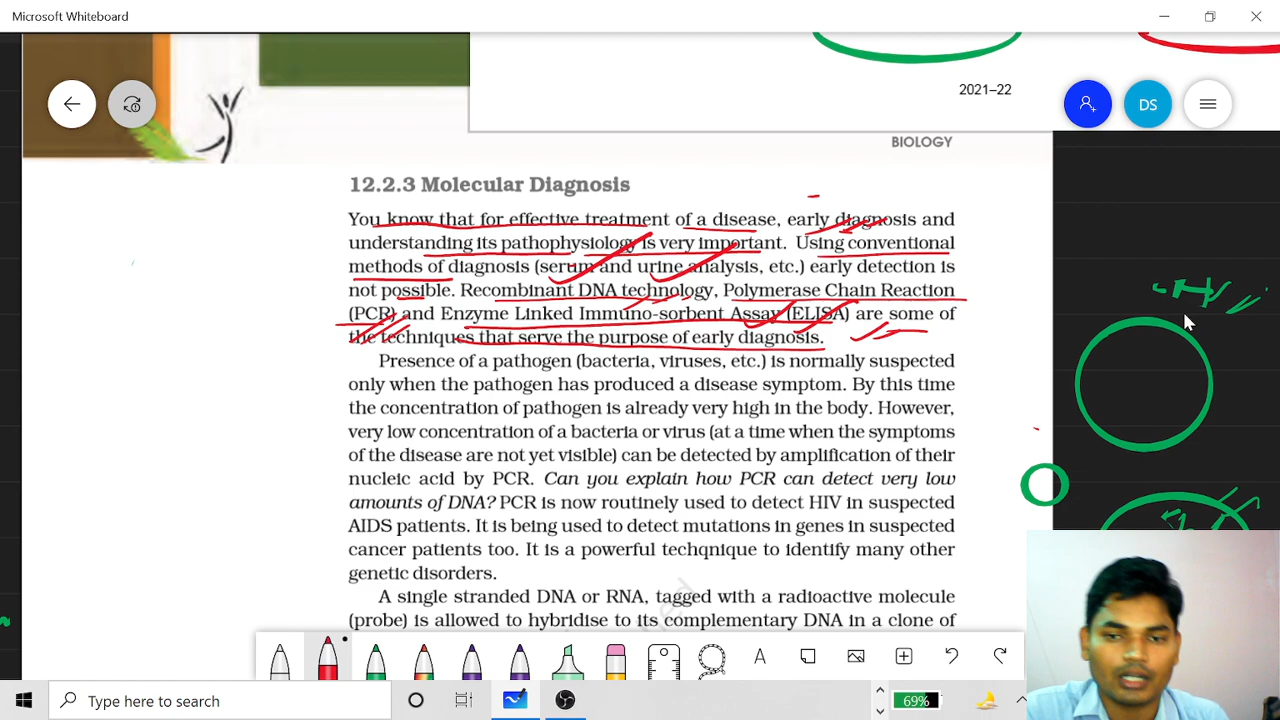 Microsoft Whiteboard
2021–22
DS
BIOLOGY
12.2.3 Molecular Diagnosis
You know that for effective treatment of a disease, early diagnosis and
understanding its pathophysiology is very important. Using conventional
methods of diagnosis (serum and urine analysis, etc.) early detection is
not possible. Recombinant DNA technology, Polymerase Chain Reaction
(PCR) and Enzyme Linked Immuno-sorbent Assay (ELISA) are some of
the techniques that serve the purpose of early diagnosis.
Presence of a pathogen (bacteria, viruses, etc.) is normally suspected
only when the pathogen has produced a disease symptom. By this time
the concentration of pathogen is already very high in the body. However,
very low concentration of a bacteria or virus (at a time when the symptoms
of the disease are not yet visible) can be detected by amplification of their
nucleic acid by PCR. Can you explain how PCR can detect very low
amounts of DNA? PCR is now routinely used to detect HIV in suspected
AIDS patients. It is being used to detect mutations in genes in suspected
cancer patients too. It is a powerful techqnique to identify many other
genetic disorders.
A single stranded DNA or RNA, tagged with a radioactive molecule
(probe) is allowed to hybridise to its complementary DNA in a clone of
A
Type here to search
69%